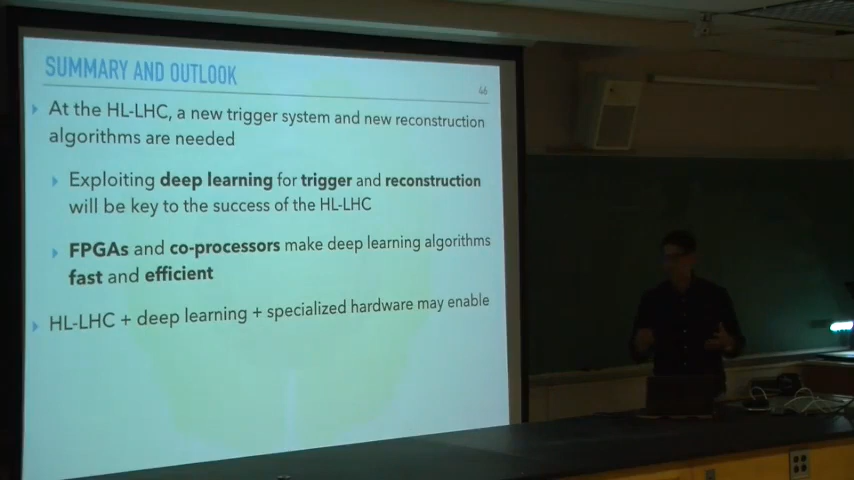 SUMMARY AND OUTLOOK
46
At the HL-LHC, a new trigger system and new reconstruction
algorithms are needed
Exploiting deep learning for trigger and reconstruction
will be key to the success of the HL-LHC
FPGAs and co-processors make deep learning algorithms
fast and efficient
HL-LHC + deep learning + specialized hardware may enable